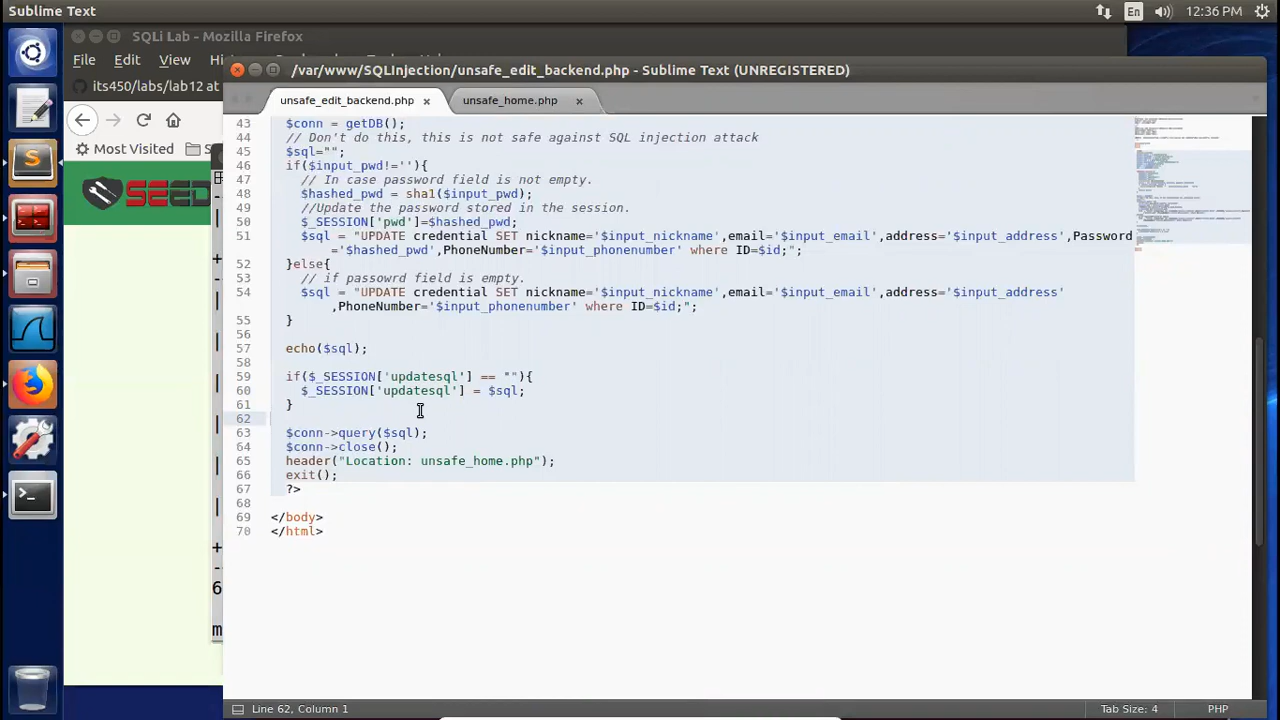 Sublime Text
En
12:36 PM
SQLi Lab - Mozilla Firefox
File Edit View
its450/labs/lab12 at
Most Visited
SEED
/var/www/SQLInjection/unsafe_edit_backend.php - Sublime Text (UNREGISTERED)
unsafe_edit_backend.php × unsafe_home.php ×
43 $conn = getDB();
44 // Don't do this, this is not safe against SQL injection attack
45 $sql="";
46 if($input_pwd!=''){
47 // In case password field is not empty.
48 $hashed_pwd = sha1($input_pwd);
49 //Update the password stored in the session.
50 $_SESSION['pwd']=$hashed_pwd;
51 $sql = "UPDATE credential SET nickname='$input_nickname',email='$input_email',address='$input_address',Password
='$hashed_pwd',PhoneNumber='$input_phonenumber' where ID=$id;";
52 }else{
53 // if passowrd field is empty.
54 $sql = "UPDATE credential SET nickname='$input_nickname',email='$input_email',address='$input_address'
,PhoneNumber='$input_phonenumber' where ID=$id;";
55 }
56
57 echo($sql);
58
59 if($_SESSION['updatesql'] == ""){
60 $_SESSION['updatesql'] = $sql;
61 }
62
63 $conn->query($sql);
64 $conn->close();
65 header("Location: unsafe_home.php");
66 exit();
67 ?>
68
69 </body>
70 </html>
6
m
Line 62, Column 1
Tab Size: 4
PHP